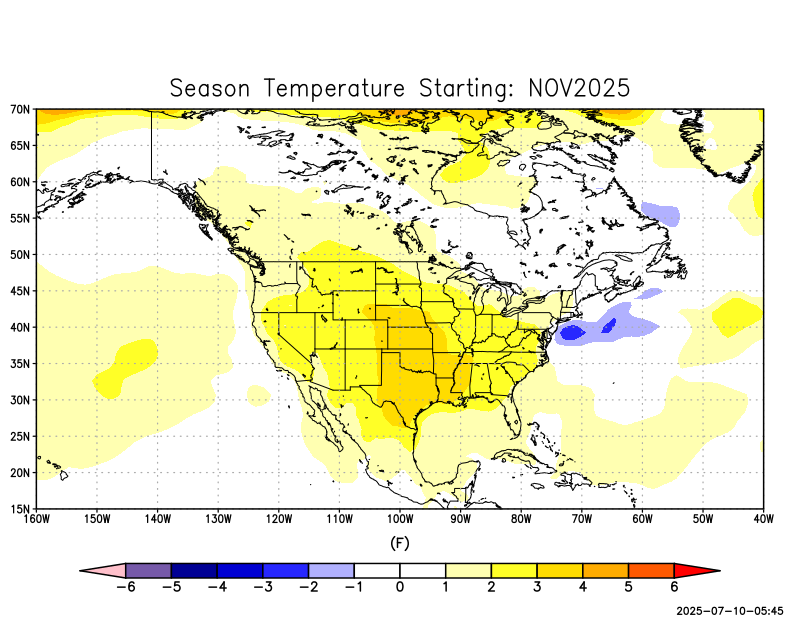 Season Temperature Starting: NOV2025
70N
65N
60N
55N
50N
45N
40N
35N
30N
25N
20N
15N
160W 150W 140W 130W 120W 110W 100W 90W 80W 70W 60W 50W 40W
(F)
−6 −5 −4 −3 −2 −1 0 1 2 3 4 5 6
2025-07-10-05:45